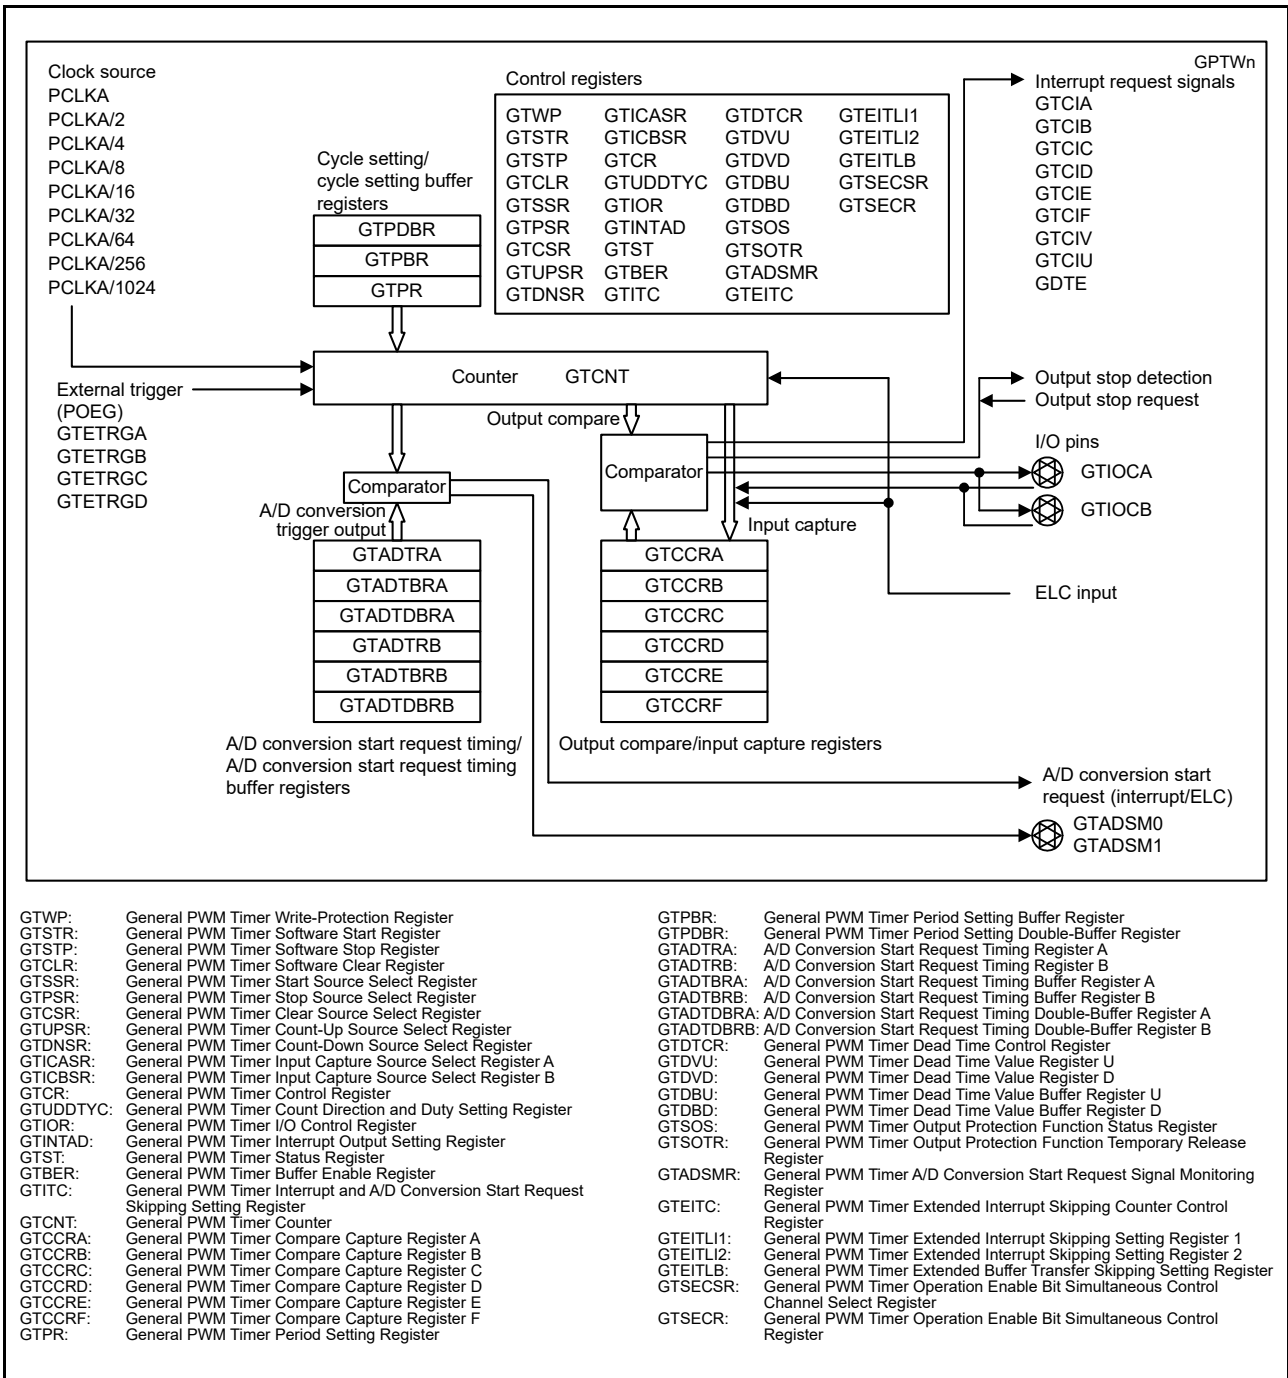 GPTWn
Clock source
PCLKA
PCLKA/2
PCLKA/4
PCLKA/8
PCLKA/16
PCLKA/32
PCLKA/64
PCLKA/256
PCLKA/1024
External trigger
(POEG)
GTETRGA
GTETRGB
GTETRGC
GTETRGD
Cycle setting/
cycle setting buffer
registers
GTPDBR
GTPBR
GTPR
Control registers
GTWP GTICASR GTDTCR GTEITLI1
GTSTR GTICBSR GTDVU GTEITLI2
GTSTP GTCR GTDVD GTEITLB
GTCLR GTUDDTYC GTDBU GTSECSR
GTSSR GTIOR GTDBD GTSECR
GTPSR GTINTAD GTSOS
GTCSR GTST GTSOTR
GTUPSR GTBER GTADSMR
GTDNSR GTITC GTEITC
Interrupt request signals
GTCIA
GTCIB
GTCIC
GTCID
GTCIE
GTCIF
GTCIV
GTCIU
GDTE
Counter GTCNT
Output compare
Comparator
Comparator
A/D conversion
trigger output
Input capture
Output stop detection
Output stop request
I/O pins
GTIOCA
GTIOCB
ELC input
GTADTRA
GTADTBRA
GTADTDBRA
GTADTRB
GTADTBRB
GTADTDBRB
A/D conversion start request timing/
A/D conversion start request timing
buffer registers
GTCCRA
GTCCRB
GTCCRC
GTCCRD
GTCCRE
GTCCRF
Output compare/input capture registers
A/D conversion start
request (interrupt/ELC)
GTADSM0
GTADSM1
GTWP: General PWM Timer Write-Protection Register
GTSTR: General PWM Timer Software Start Register
GTSTP: General PWM Timer Software Stop Register
GTCLR: General PWM Timer Software Clear Register
GTSSR: General PWM Timer Start Source Select Register
GTPSR: General PWM Timer Stop Source Select Register
GTCSR: General PWM Timer Clear Source Select Register
GTUPSR: General PWM Timer Count-Up Source Select Register
GTDNSR: General PWM Timer Count-Down Source Select Register
GTICASR: General PWM Timer Input Capture Source Select Register A
GTICBSR: General PWM Timer Input Capture Source Select Register B
GTCR: General PWM Timer Control Register
GTUDDTYC: General PWM Timer Count Direction and Duty Setting Register
GTIOR: General PWM Timer I/O Control Register
GTINTAD: General PWM Timer Interrupt Output Setting Register
GTST: General PWM Timer Status Register
GTBER: General PWM Timer Buffer Enable Register
GTITC: General PWM Timer Interrupt and A/D Conversion Start Request
Skipping Setting Register
GTCNT: General PWM Timer Counter
GTCCRA: General PWM Timer Compare Capture Register A
GTCCRB: General PWM Timer Compare Capture Register B
GTCCRC: General PWM Timer Compare Capture Register C
GTCCRD: General PWM Timer Compare Capture Register D
GTCCRE: General PWM Timer Compare Capture Register E
GTCCRF: General PWM Timer Compare Capture Register F
GTPR: General PWM Timer Period Setting Register
GTPBR: General PWM Timer Period Setting Buffer Register
GTPDBR: General PWM Timer Period Setting Double-Buffer Register
GTADTRA: A/D Conversion Start Request Timing Register A
GTADTRB: A/D Conversion Start Request Timing Register B
GTADTBRA: A/D Conversion Start Request Timing Buffer Register A
GTADTBRB: A/D Conversion Start Request Timing Buffer Register B
GTADTDBRA: A/D Conversion Start Request Timing Double-Buffer Register A
GTADTDBRB: A/D Conversion Start Request Timing Double-Buffer Register B
GTDTCR: General PWM Timer Dead Time Control Register
GTDVU: General PWM Timer Dead Time Value Register U
GTDVD: General PWM Timer Dead Time Value Register D
GTDBU: General PWM Timer Dead Time Value Buffer Register U
GTDBD: General PWM Timer Dead Time Value Buffer Register D
GTSOS: General PWM Timer Output Protection Function Status Register
GTSOTR: General PWM Timer Output Protection Function Temporary Release
Register
GTADSMR: General PWM Timer A/D Conversion Start Request Signal Monitoring
Register
GTEITC: General PWM Timer Extended Interrupt Skipping Counter Control
Register
GTEITLI1: General PWM Timer Extended Interrupt Skipping Setting Register 1
GTEITLI2: General PWM Timer Extended Interrupt Skipping Setting Register 2
GTEITLB: General PWM Timer Extended Buffer Transfer Skipping Setting Register
GTSECSR: General PWM Timer Operation Enable Bit Simultaneous Control
Channel Select Register
GTSECR: General PWM Timer Operation Enable Bit Simultaneous Control
Register